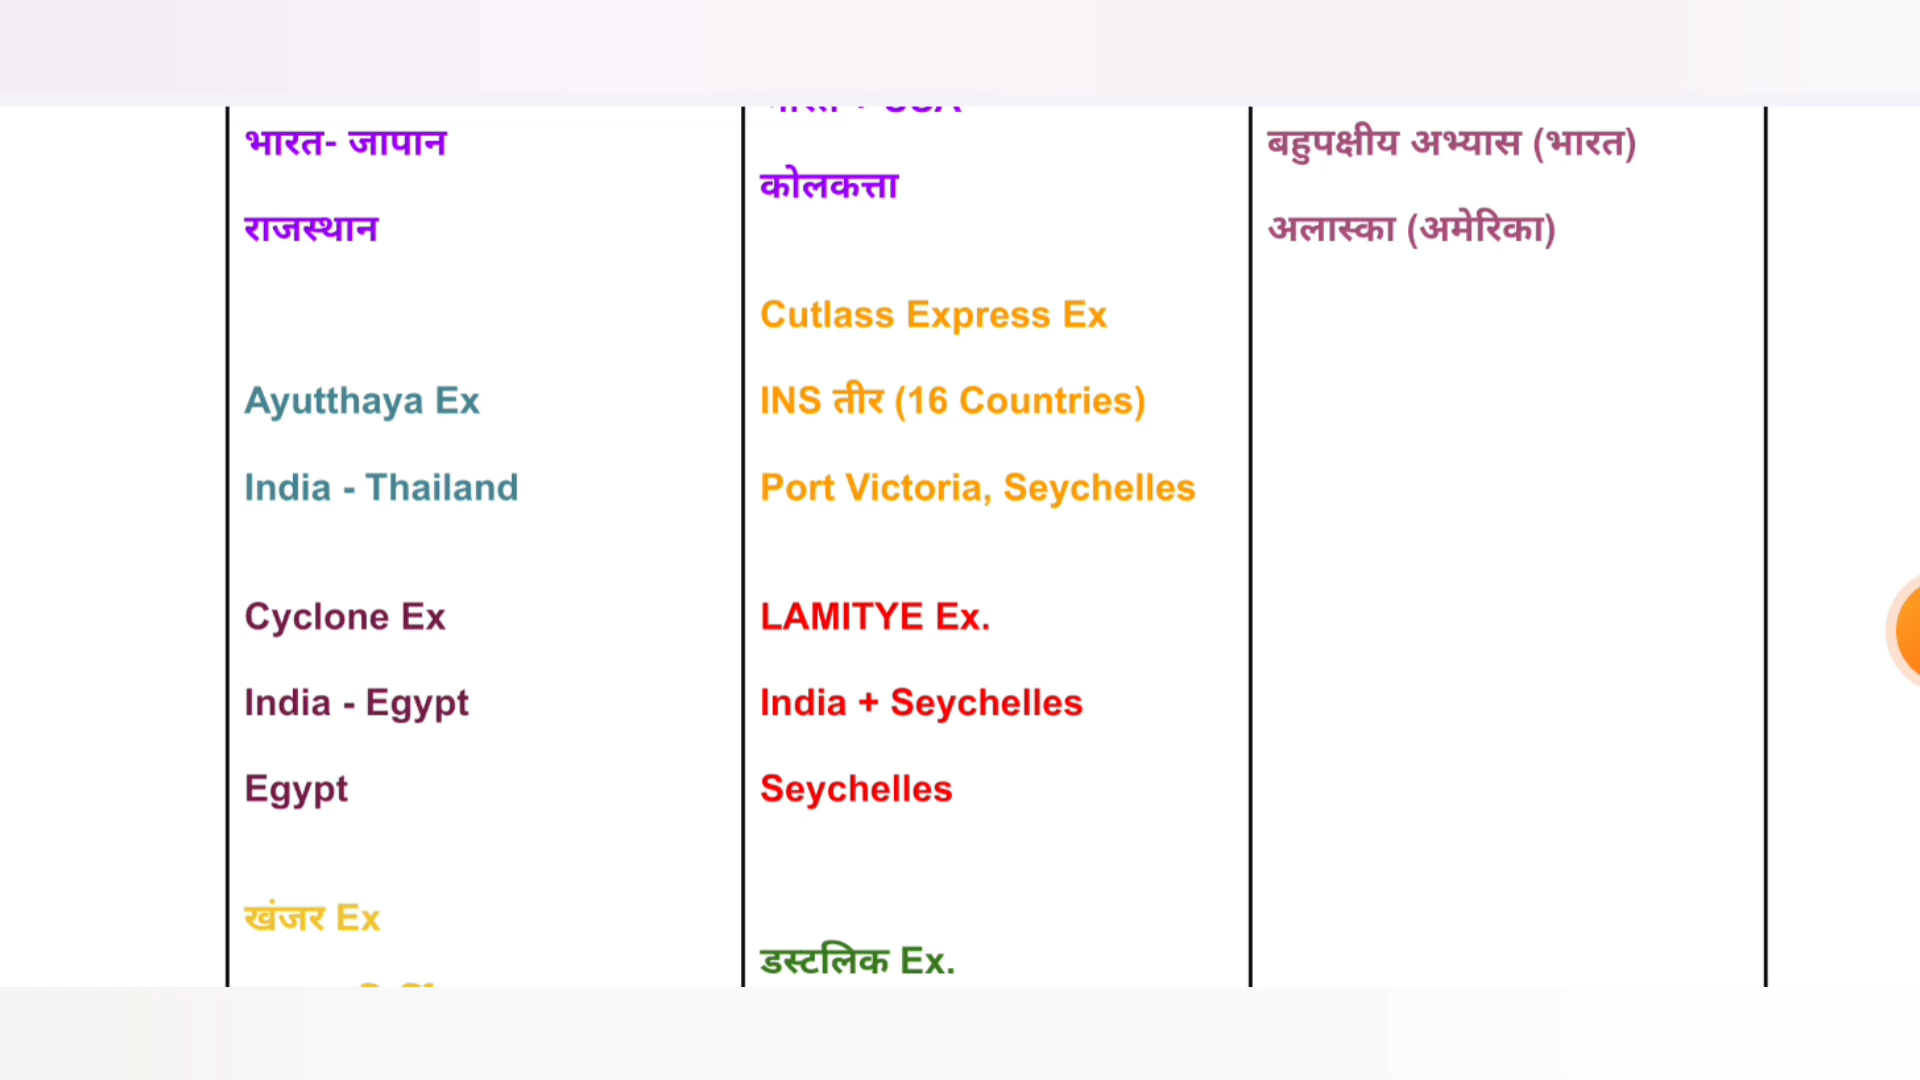 भारत- जापान
राजस्थान
Ayutthaya Ex
India - Thailand
Cyclone Ex
India - Egypt
Egypt
खंजर Ex
कोलकत्ता
Cutlass Express Ex
INS तीर (16 Countries)
Port Victoria, Seychelles
LAMITYE Ex.
India + Seychelles
Seychelles
डस्टलिक Ex.
बहुपक्षीय अभ्यास (भारत)
अलास्का (अमेरिका)